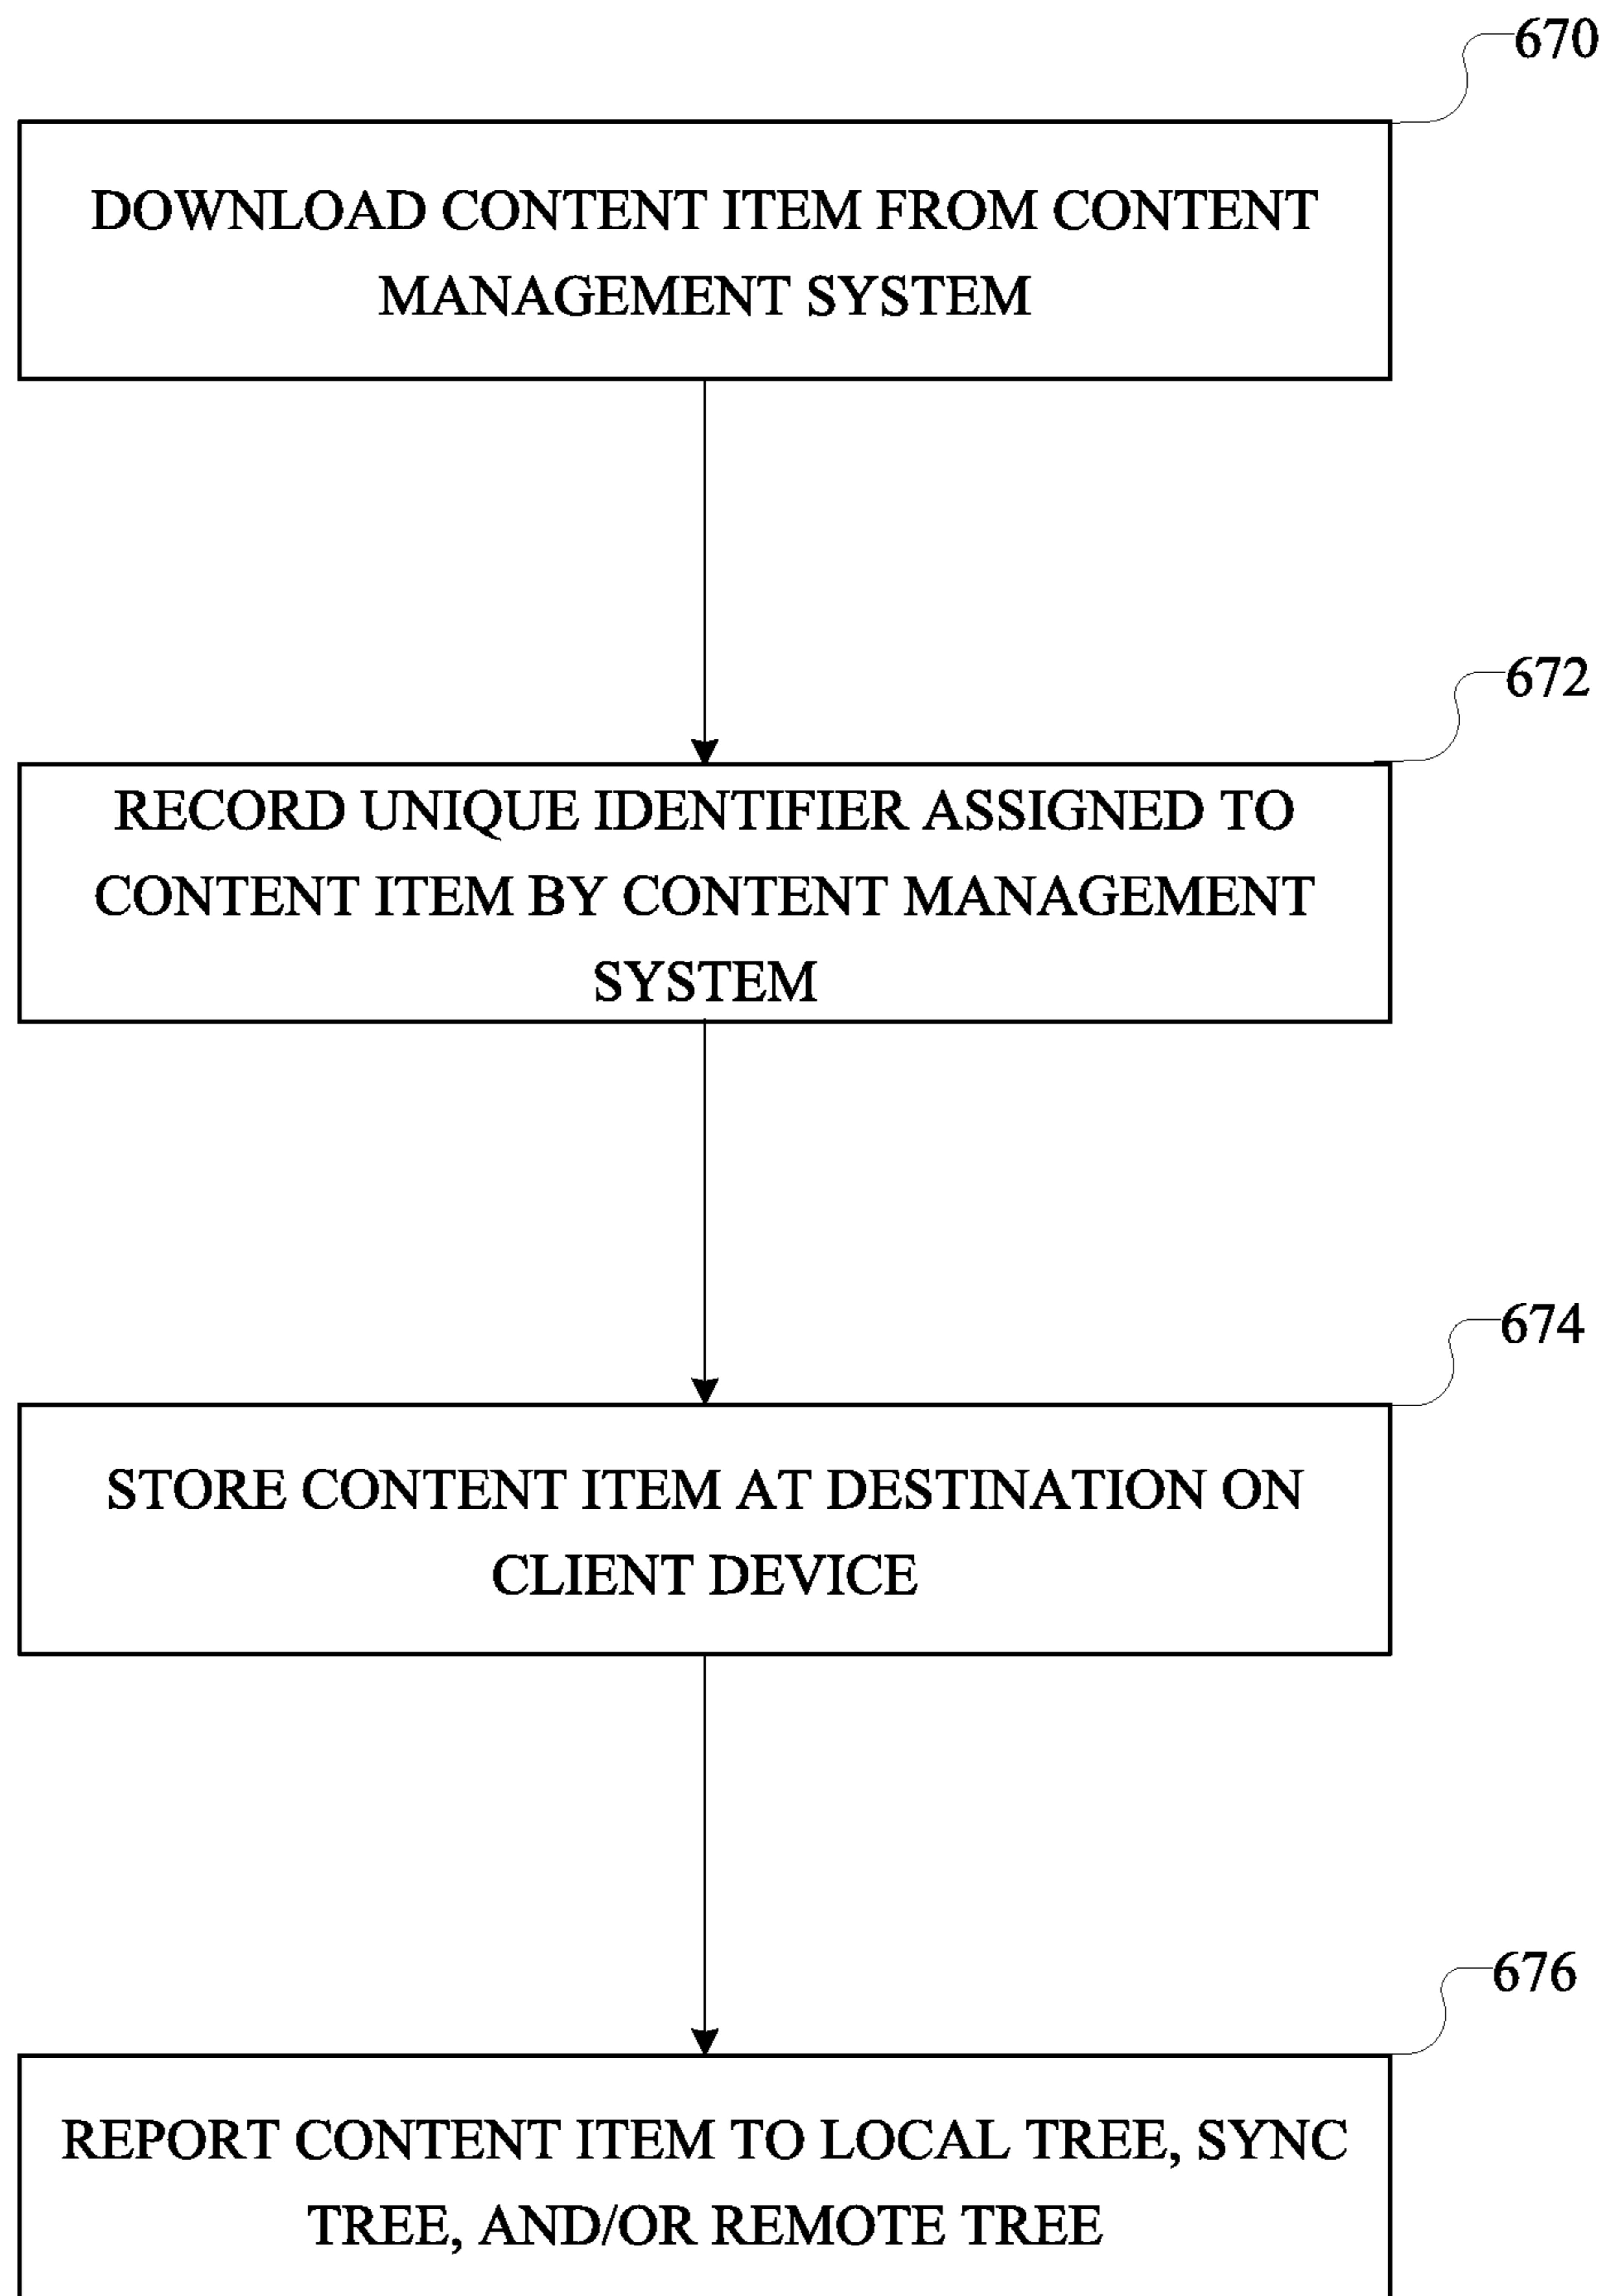 670
DOWNLOAD CONTENT ITEM FROM CONTENT
MANAGEMENT SYSTEM
672
RECORD UNIQUE IDENTIFIER ASSIGNED TO
CONTENT ITEM BY CONTENT MANAGEMENT
SYSTEM
674
STORE CONTENT ITEM AT DESTINATION ON
CLIENT DEVICE
676
REPORT CONTENT ITEM TO LOCAL TREE, SYNC
TREE, AND/OR REMOTE TREE